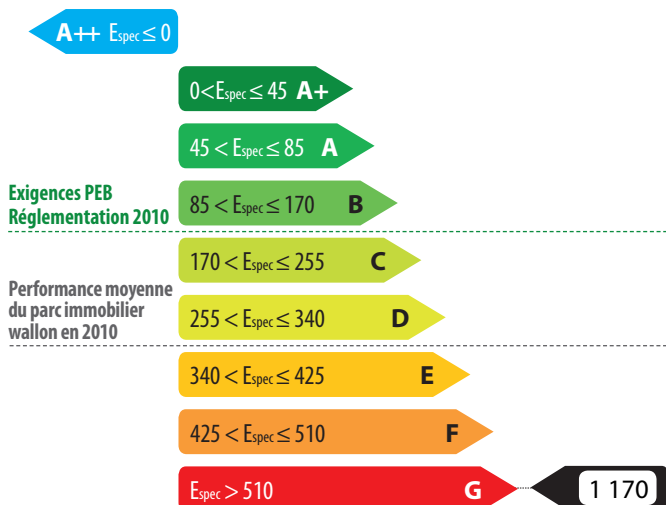 A++ Espec ≤ 0
0<Espec ≤ 45 A+
45 < Espec ≤ 85 A
Exigences PEB
Réglementation 2010
85 < Espec ≤ 170 B
170 < Espec ≤ 255 C
Performance moyenne
du parc immobilier
wallon en 2010
255 < Espec ≤ 340 D
340 < Espec ≤ 425 E
425 < Espec ≤ 510 F
Espec > 510 G
1 170